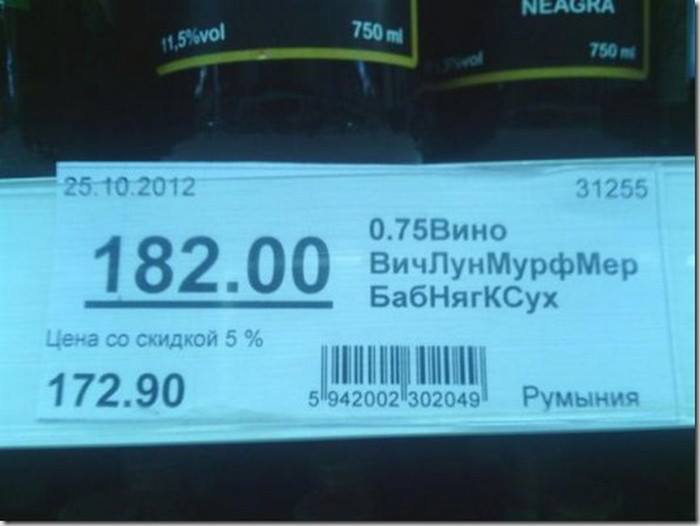 NEAGRA
11,5%vol 750 ml
750 ml
25.10.2012 31255
182.00
0.75Вино
ВичЛунМурфМер
БабНягКСух
Цена со скидкой 5 %
172.90
5 942002 302049
Румыния